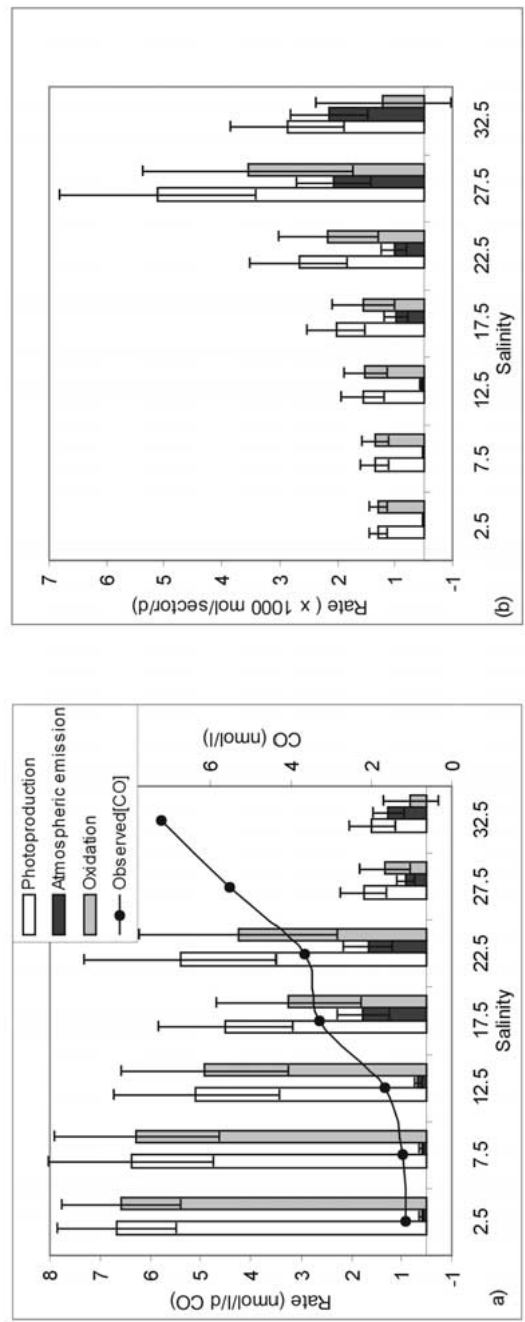 Photoproduction
Atmospheric emission
Oxidation
Observed[CO]
8
7
6
5
4
3
2
1
-1
Rate (nmol/l/d CO)
6
4
2
0
CO (nmol/l)
2.5 7.5 12.5 17.5 22.5 27.5 32.5
Salinity
a)
7
6
5
4
3
2
1
-1
Rate ( x 1000 mol/sector/d)
2.5 7.5 12.5 17.5 22.5 27.5 32.5
Salinity
(b)